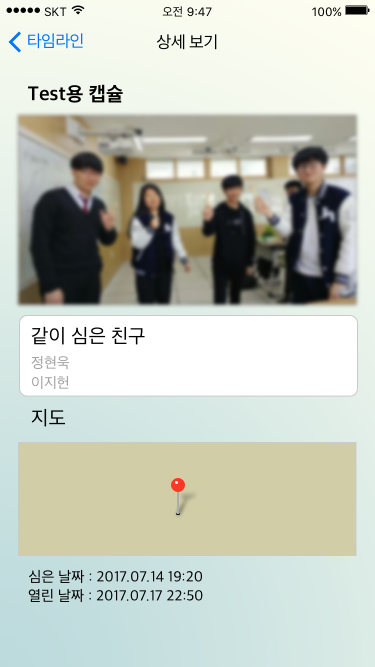 SKT 오전 9:47 100%
타임라인 상세 보기
Test용 캡슐
같이 심은 친구
정현욱
이지헌
지도
심은 날짜 : 2017.07.14 19:20
열린 날짜 : 2017.07.17 22:50